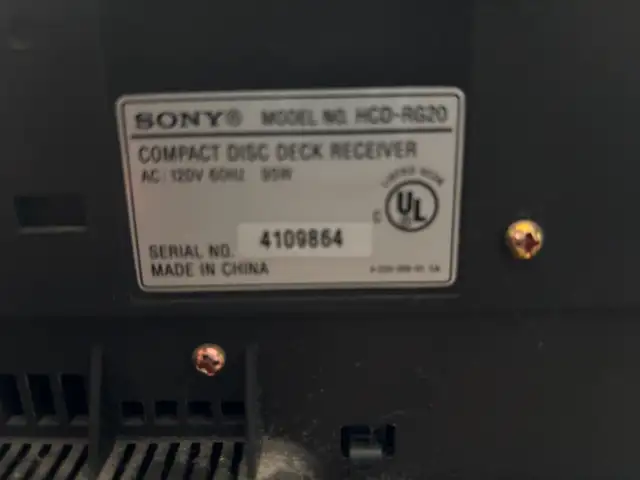 SONY® MODEL NO. HCD-RG20
COMPACT DISC DECK RECEIVER
AC: 120V 60HZ 95W
UL
SERIAL NO. 4109864
MADE IN CHINA